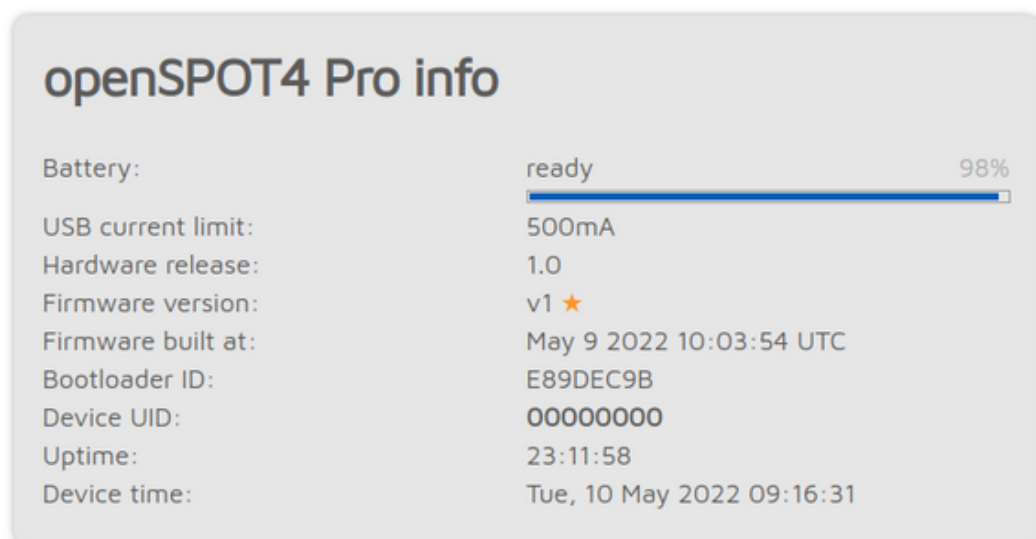 openSPOT4 Pro info
Battery: ready 98%
USB current limit: 500mA
Hardware release: 1.0
Firmware version: v1 ★
Firmware built at: May 9 2022 10:03:54 UTC
Bootloader ID: E89DEC9B
Device UID: 00000000
Uptime: 23:11:58
Device time: Tue, 10 May 2022 09:16:31